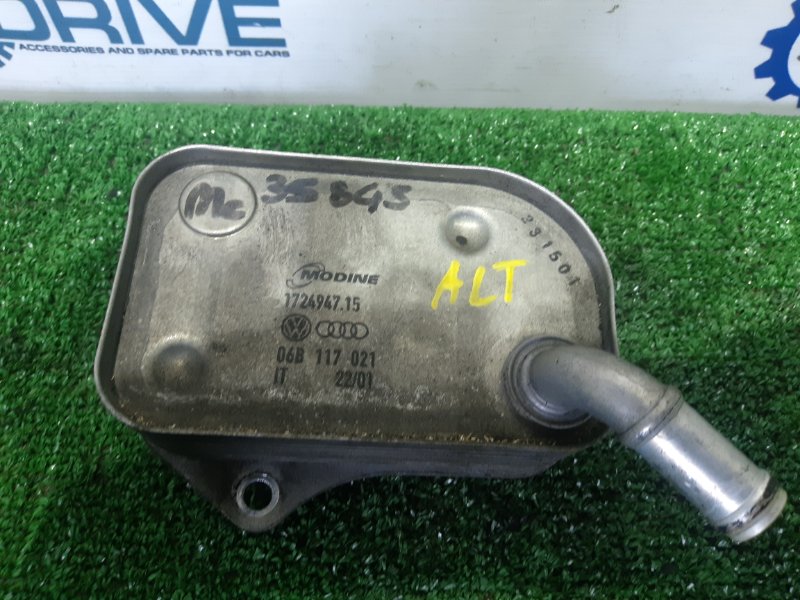 DRIVE
ACCESSORIES AND SPARE PARTS FOR CARS
35 845
231501
MODINE
ALT
1724947.15
06B 117 021
IT 22/01